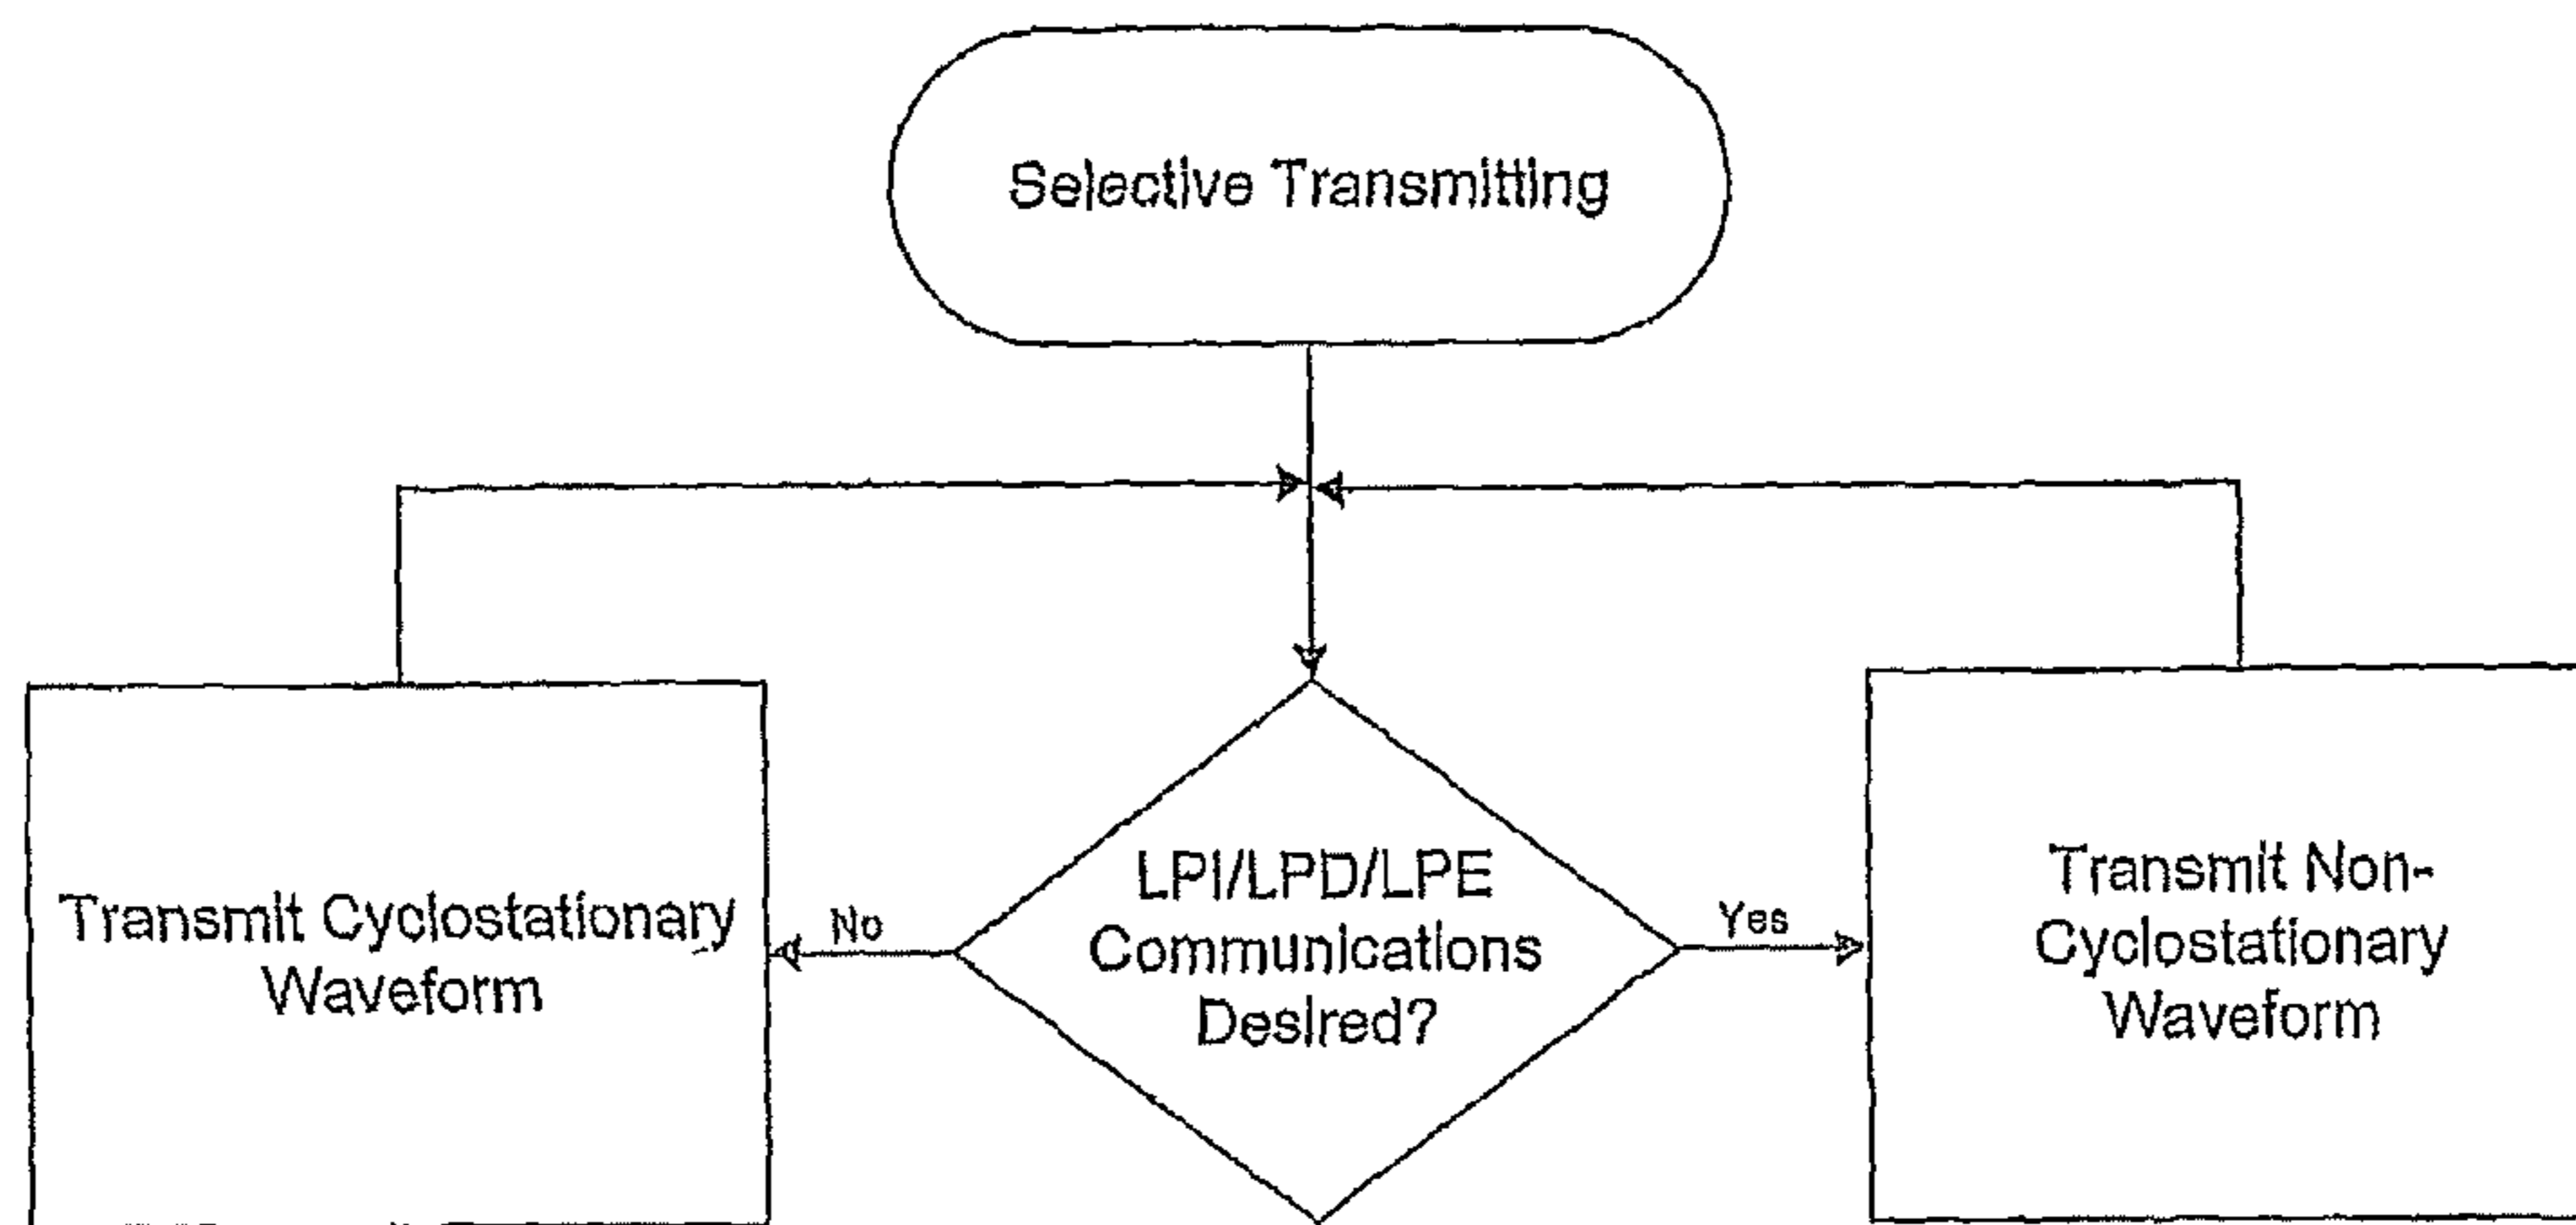 Selective Transmitting
Transmit Cyclostationary
Waveform
No
LPI/LPD/LPE
Communications
Desired?
Yes
Transmit Non-
Cyclostationary
Waveform